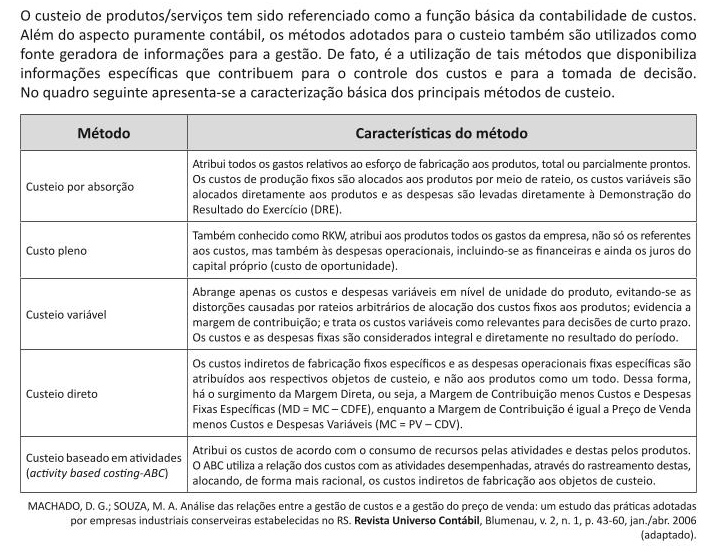 O custeio de produtos/serviços tem sido referenciado como a função básica da contabilidade de custos.
Além do aspecto puramente contábil, os métodos adotados para o custeio também são utilizados como
fonte geradora de informações para a gestão. De fato, é a utilização de tais métodos que disponibiliza
informações específicas que contribuem para o controle dos custos e para a tomada de decisão.
No quadro seguinte apresenta-se a caracterização básica dos principais métodos de custeio.
Método
Características do método
Custeio por absorção
Atribui todos os gastos relativos ao esforço de fabricação aos produtos, total ou parcialmente prontos.
Os custos de produção fixos são alocados aos produtos por meio de rateio, os custos variáveis são
alocados diretamente aos produtos e as despesas são levadas diretamente à Demonstração do
Resultado do Exercício (DRE).
Custo pleno
Também conhecido como RKW, atribui aos produtos todos os gastos da empresa, não só os referentes
aos custos, mas também às despesas operacionais, incluindo-se as financeiras e ainda os juros do
capital próprio (custo de oportunidade).
Custeio variável
Abrange apenas os custos e despesas variáveis em nível de unidade do produto, evitando-se as
distorções causadas por rateios arbitrários de alocação dos custos fixos aos produtos; evidencia a
margem de contribuição; e trata os custos variáveis como relevantes para decisões de curto prazo.
Os custos e as despesas fixas são considerados integral e diretamente no resultado do período.
Custeio direto
Os custos indiretos de fabricação fixos específicos e as despesas operacionais fixas específicas são
atribuídos aos respectivos objetos de custeio, e não aos produtos como um todo. Dessa forma,
há o surgimento da Margem Direta, ou seja, a Margem de Contribuição menos Custos e Despesas
Fixas Específicas (MD = MC – CDFE), enquanto a Margem de Contribuição é igual a Preço de Venda
menos Custos e Despesas Variáveis (MC = PV – CDV).
Custeio baseado em atividades
(activity based costing-ABC)
Atribui os custos de acordo com o consumo de recursos pelas atividades e destas pelos produtos.
O ABC utiliza a relação dos custos com as atividades desempenhadas, através do rastreamento destas,
alocando, de forma mais racional, os custos indiretos de fabricação aos objetos de custeio.
MACHADO, D. G.; SOUZA, M. A. Análise das relações entre a gestão de custos e a gestão do preço de venda: um estudo das práticas adotadas
por empresas industriais conserveiras estabelecidas no RS. Revista Universo Contábil, Blumenau, v. 2, n. 1, p. 43-60, jan./abr. 2006
(adaptado).